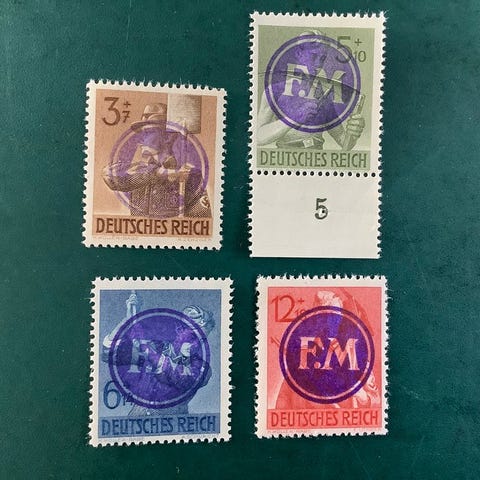 3+7
DEUTSCHES REICH
5+10
F.M
DEUTSCHES REICH
5
6
F.M
DEUTSCHES REICH
12+
F.M
DEUTSCHES REICH